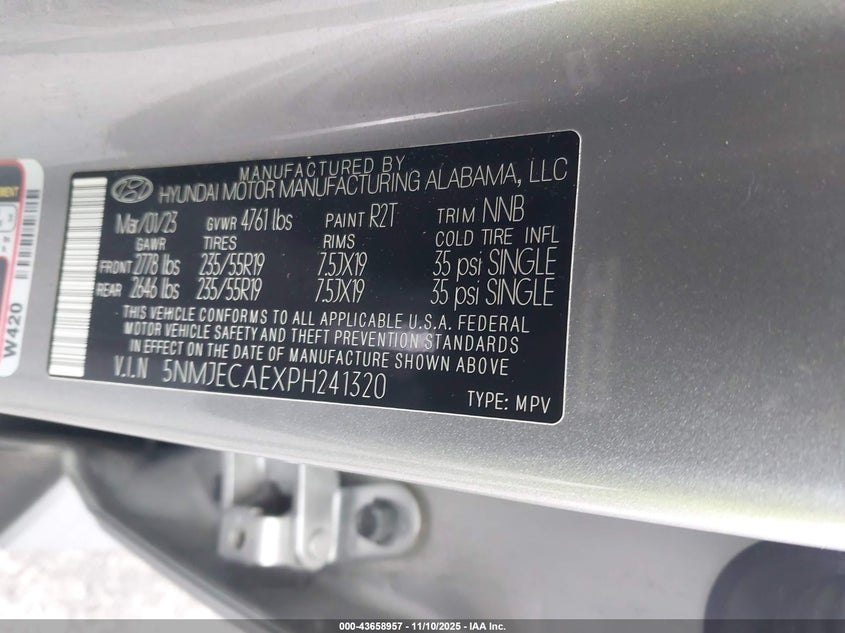 MANUFACTURED BY
HYUNDAI MOTOR MANUFACTURING ALABAMA, LLC
Mar/01/23 GVWR 4761 lbs PAINT R2T TRIM NNB
GAWR TIRES RIMS COLD TIRE INFL
FRONT 2778 lbs 235/55R19 7.5JX19 35 psi SINGLE
REAR 2646 lbs 235/55R19 7.5JX19 35 psi SINGLE
THIS VEHICLE CONFORMS TO ALL APPLICABLE U.S.A. FEDERAL
MOTOR VEHICLE SAFETY AND THEFT PREVENTION STANDARDS
IN EFFECT ON THE DATE OF MANUFACTURE SHOWN ABOVE
V.I.N 5NMJECAEXPH241320
TYPE: MPV
W420
000-43658957 - 11/10/2025 - IAA Inc.